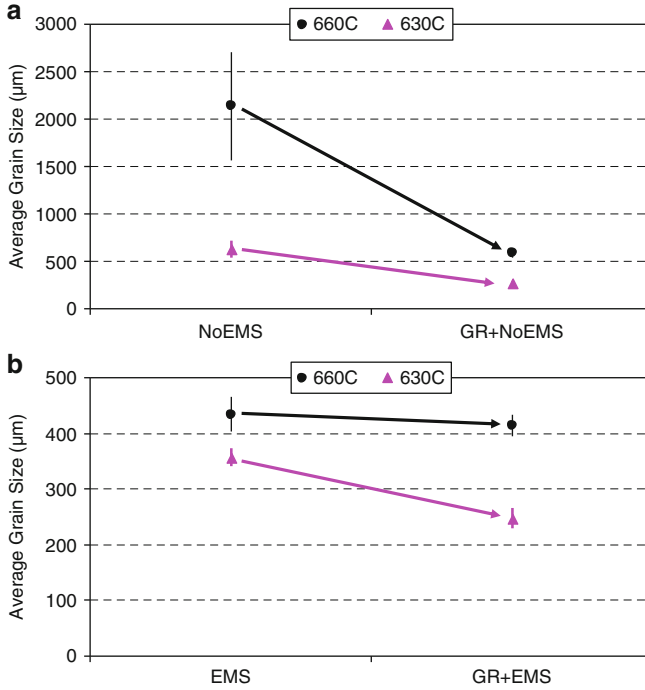 a
660C 630C
Average Grain Size (µm)
3000
2500
2000
1500
1000
500
0
NoEMS GR+NoEMS
b
660C 630C
Average Grain Size (µm)
500
400
300
200
100
0
EMS GR+EMS